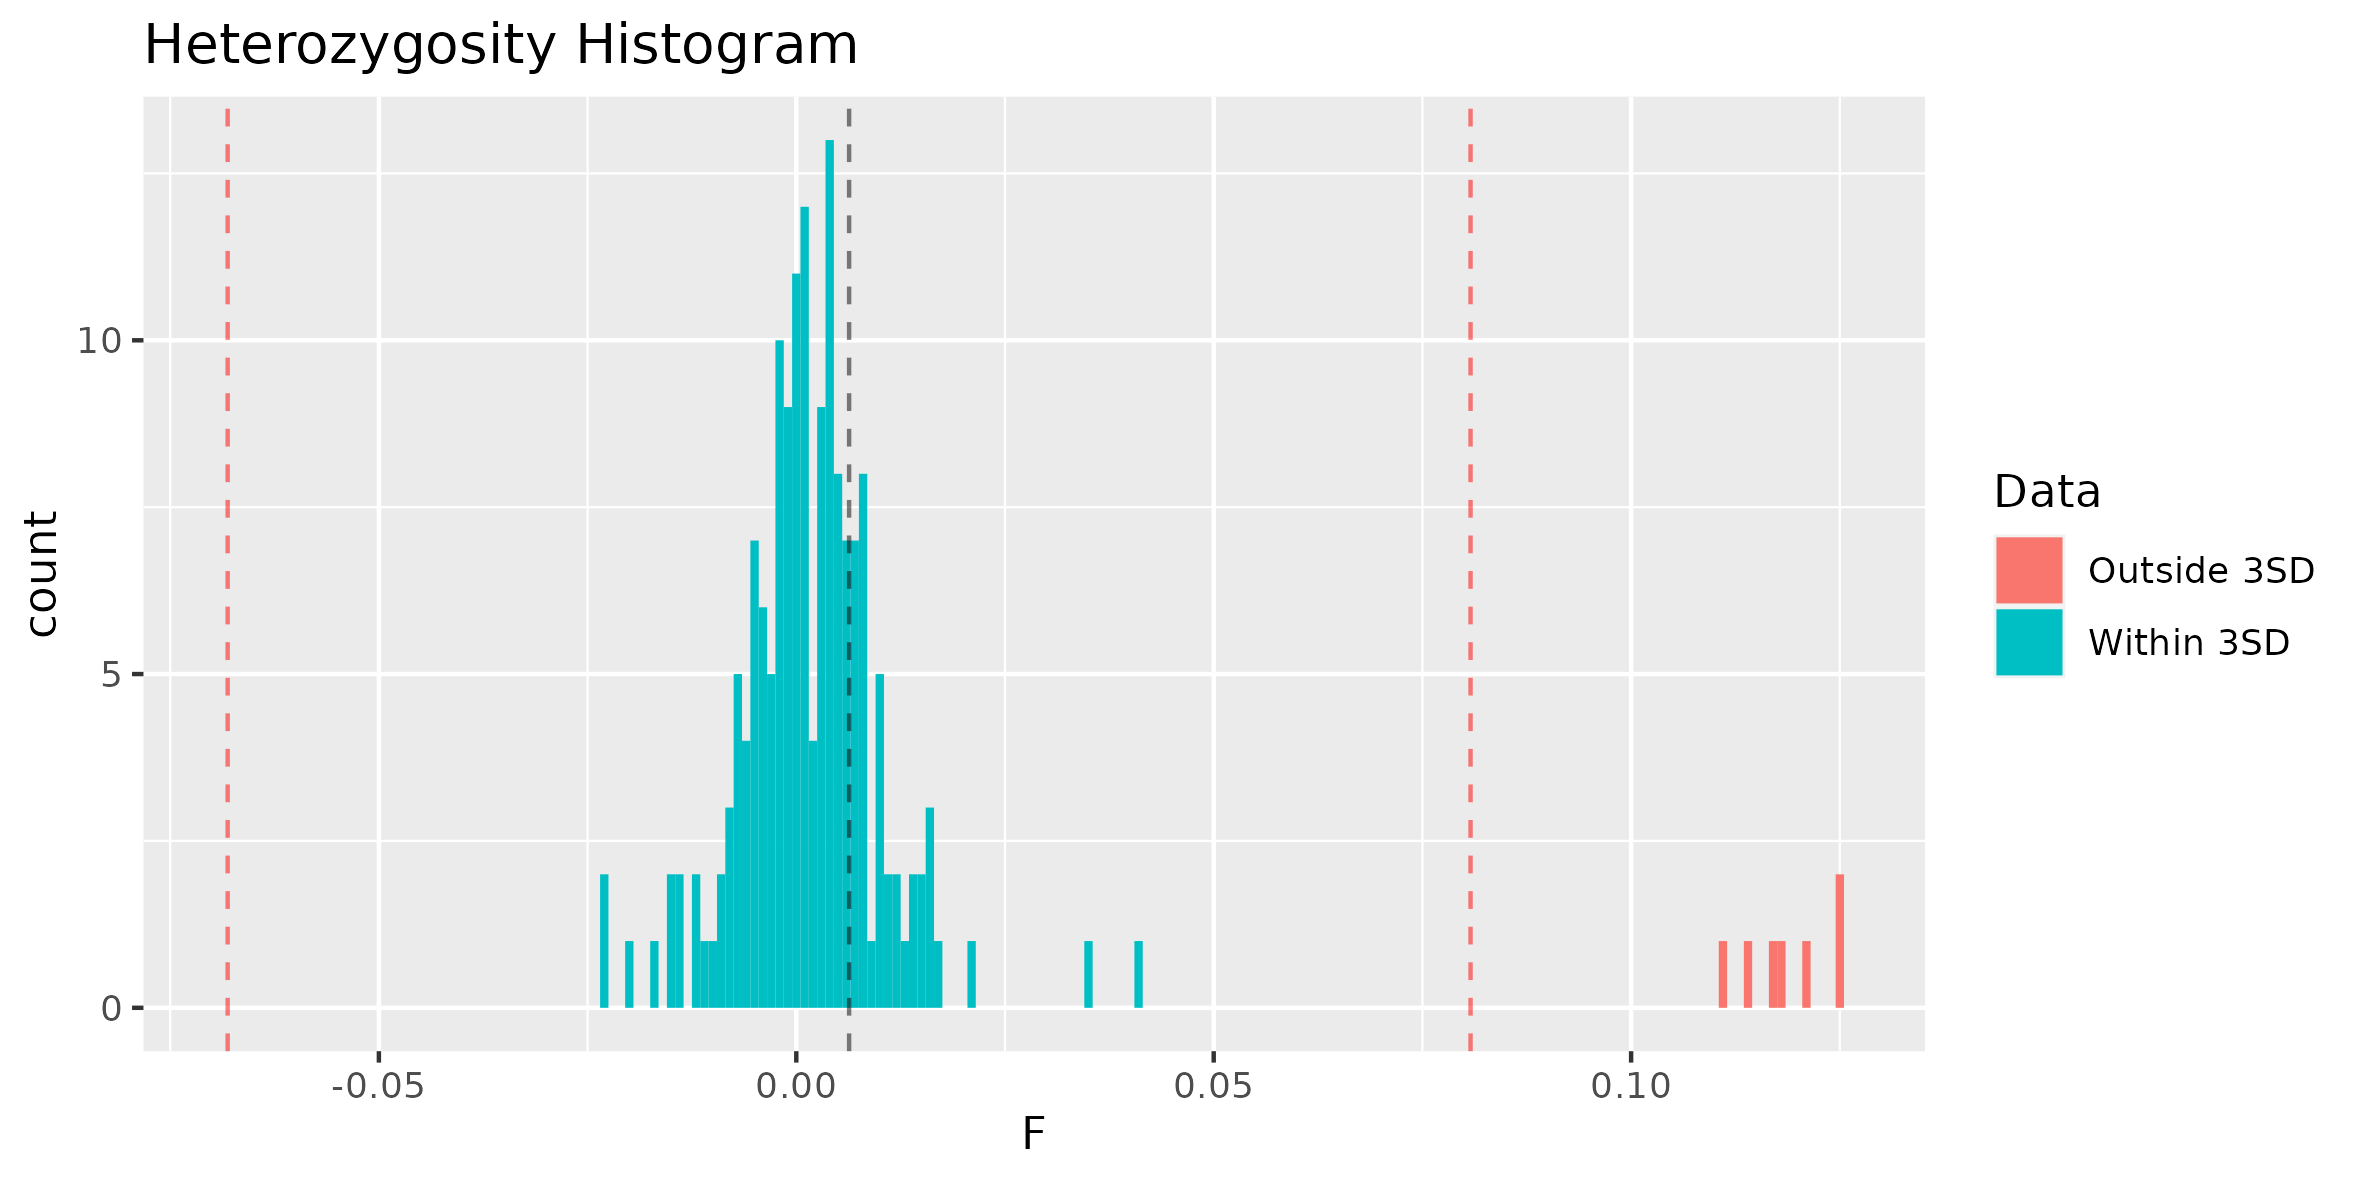 Heterozygosity Histogram
count
10
5
0
-0.05
0.00
0.05
0.10
F
Data
Outside 3SD
Within 3SD